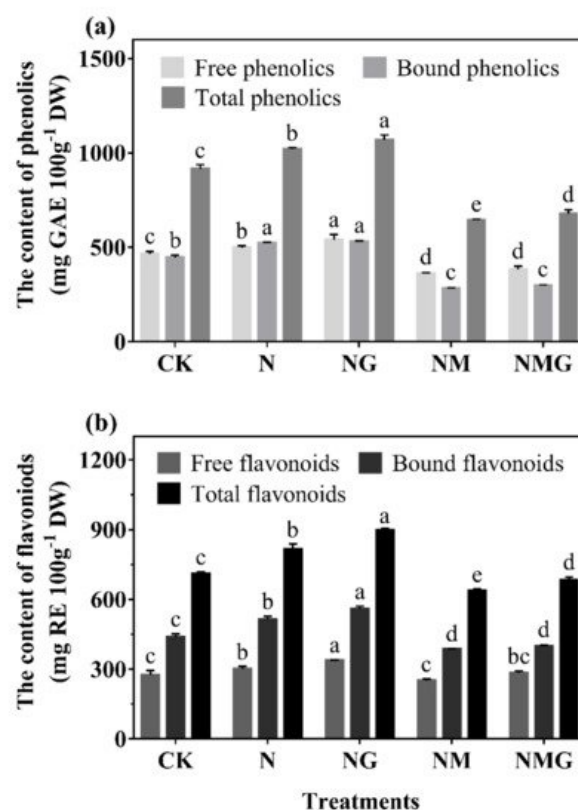 (a)
1500
1000
500
0
The content of phenolics
(mg GAE 100g⁻¹ DW)
Free phenolics
Bound phenolics
Total phenolics
c b c
b a b
a a a
d c e
d c d
CK N NG NM NMG
(b)
1200
900
600
300
0
The content of flavoniods
(mg RE 100g⁻¹ DW)
Free flavonoids
Bound flavonoids
Total flavonoids
c c c
b b b
a a a
c d e
bc d d
CK N NG NM NMG
Treatments